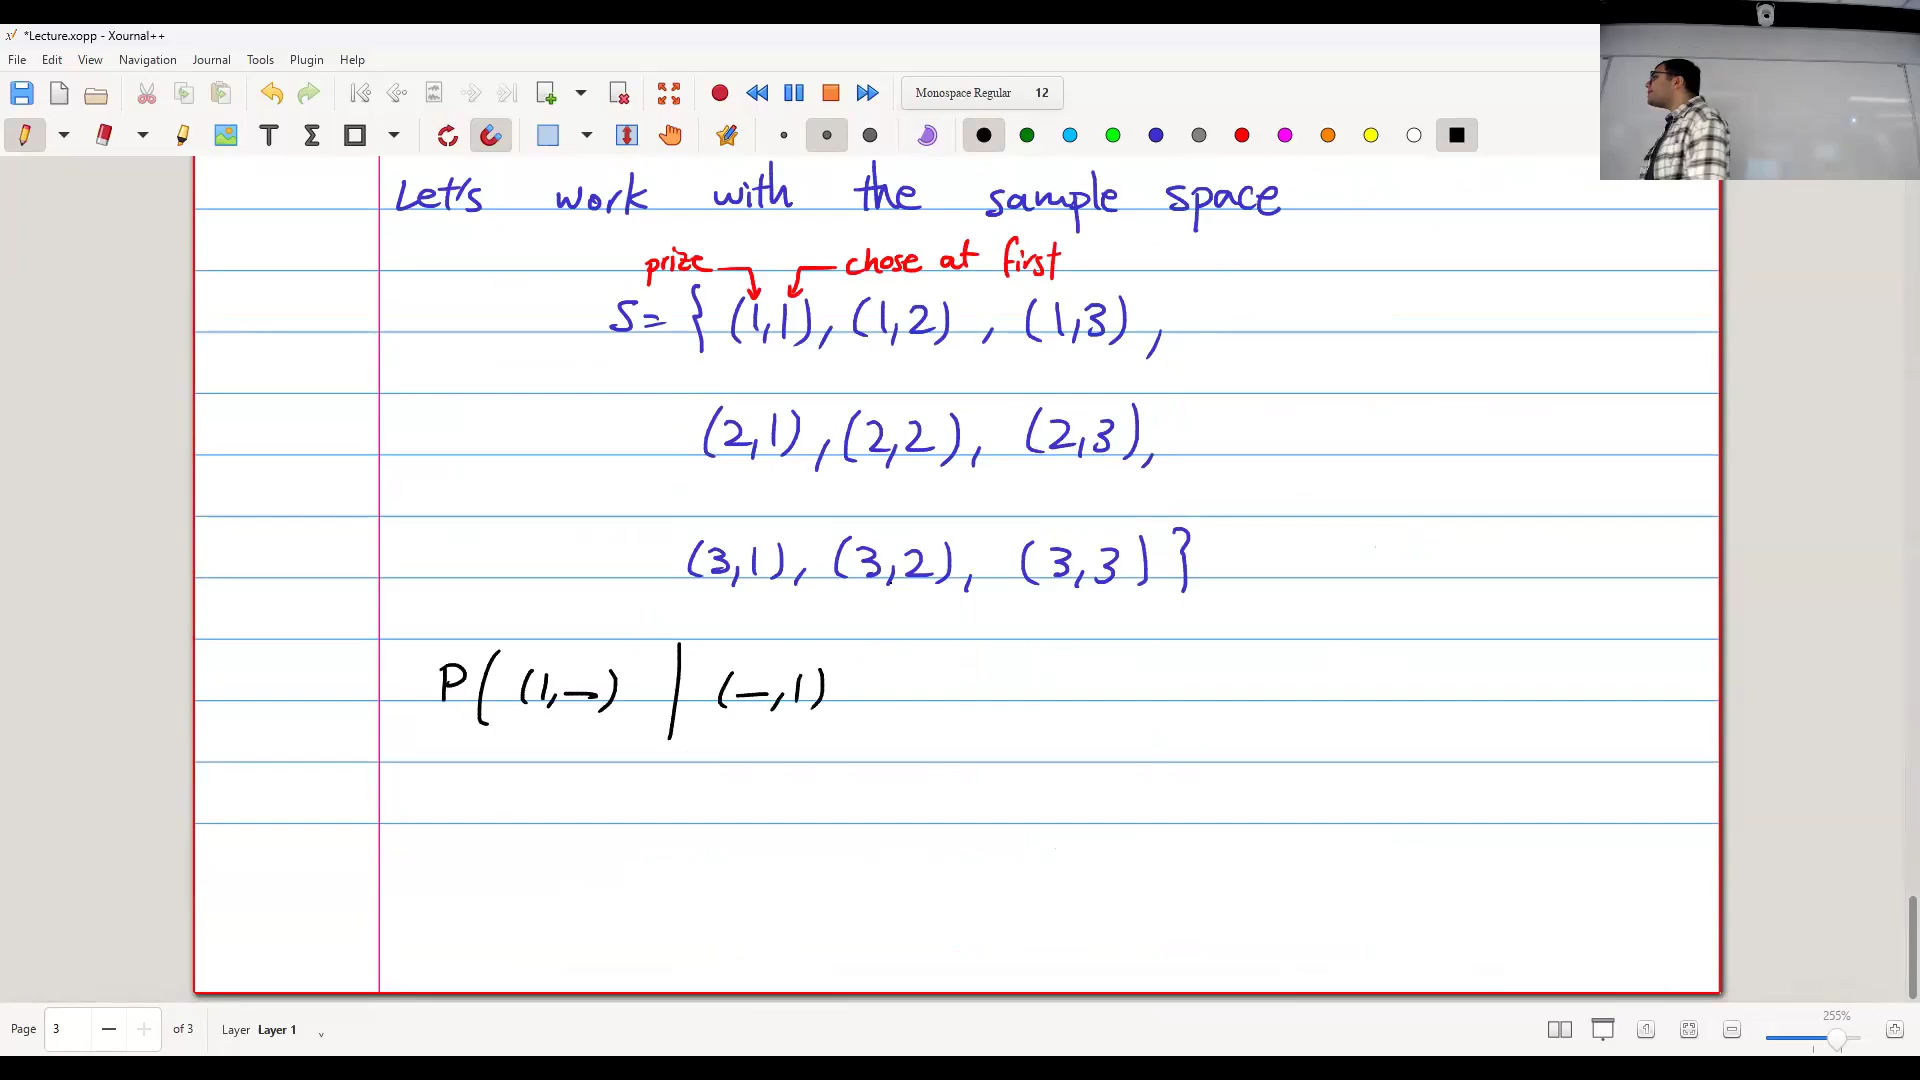 *Lecture.xopp - Xournal++
File Edit View Navigation Journal Tools Plugin Help
Monospace Regular 12
Let's work with the sample space
prize chose at first
S = { (1,1), (1,2) , (1,3) ,
(2,1) , (2,2) , (2,3),
(3,1), (3,2), (3,3) }
P( (1,—) | (—,1)
Page 3 of 3 Layer Layer 1 255%